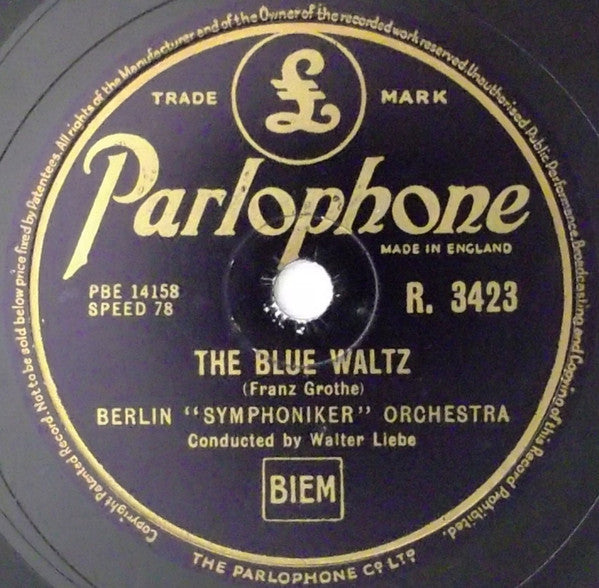 Copyright Patented Record. Not to be sold below price fixed by Patentees. All rights of the Manufacturer and of the Owner of the recorded work reserved. Unauthorised Public Performance, Broadcasting and Copying of this Record Prohibited.
TRADE £ MARK
Parlophone
MADE IN ENGLAND
PBE 14158
SPEED 78
R. 3423
THE BLUE WALTZ
(Franz Grothe)
BERLIN "SYMPHONIKER" ORCHESTRA
Conducted by Walter Liebe
BIEM
THE PARLOPHONE CO LTD